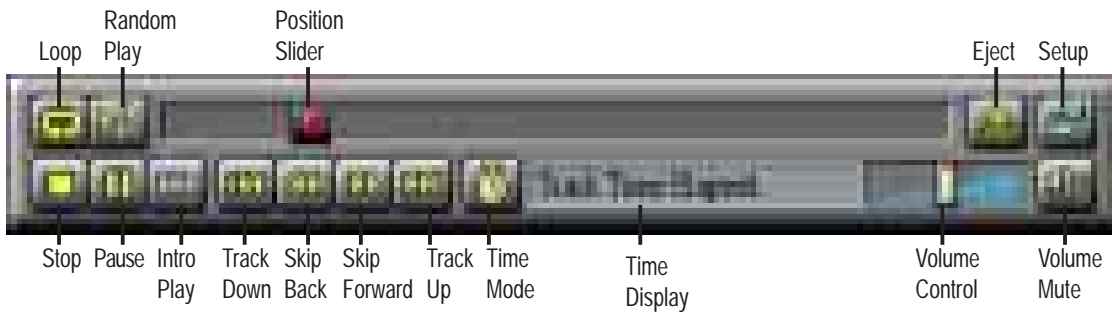 Random
Position
Loop
Play
Slider
Eject
Setup
Stop
Pause
Intro
Play
Track
Down
Skip
Back
Skip
Forward
Track
Up
Time
Mode
Time
Display
Volume
Control
Volume
Mute